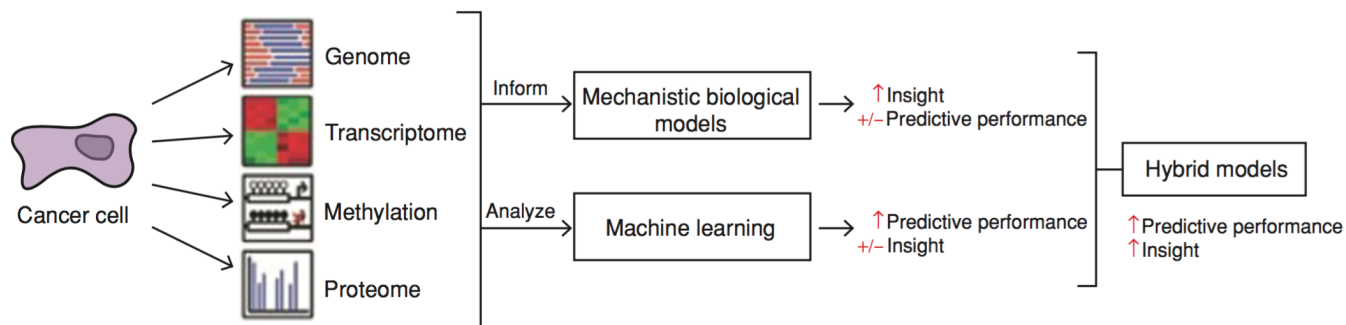 Genome
Transcriptome
Methylation
Proteome
Cancer cell
Inform
Mechanistic biological
models
↑Insight
+/– Predictive performance
Analyze
Machine learning
↑Predictive performance
+/– Insight
Hybrid models
↑Predictive performance
↑Insight